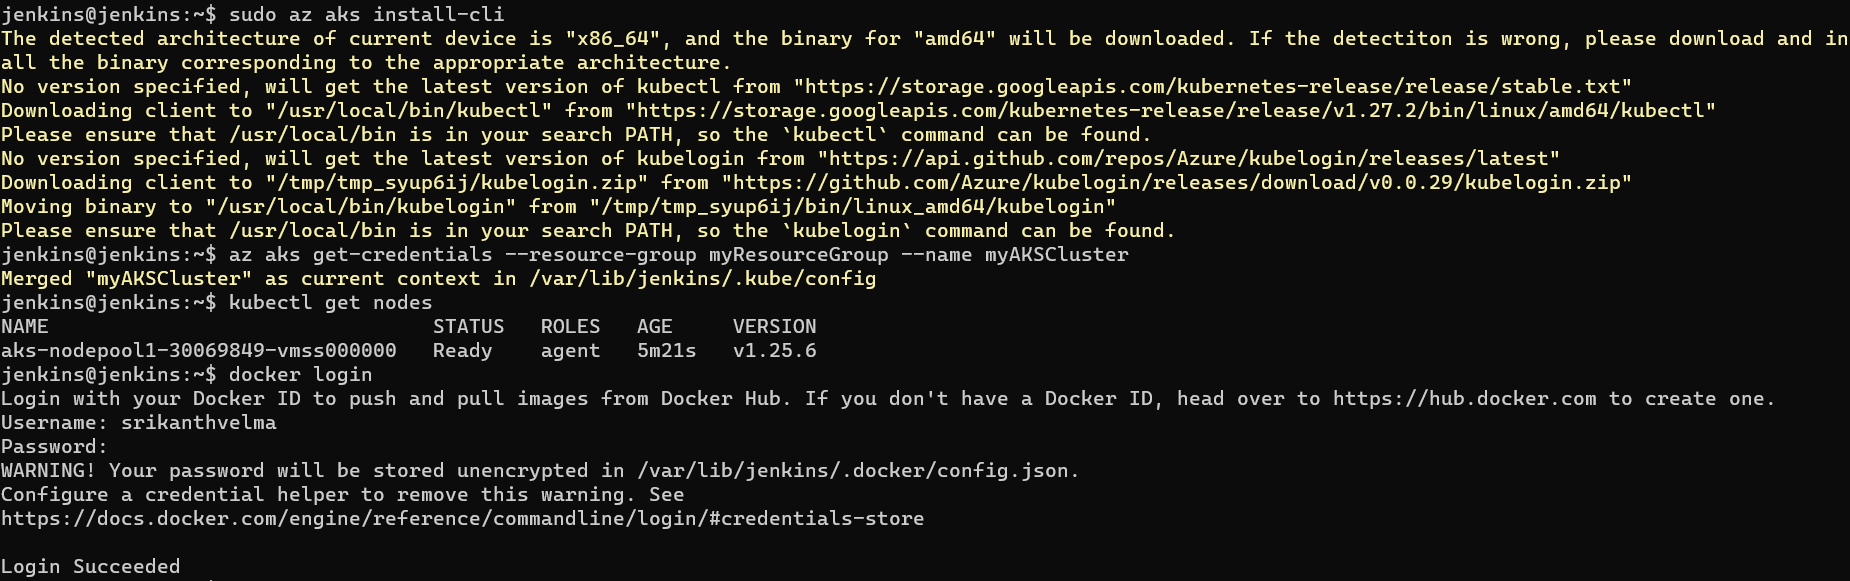 jenkins@jenkins:~$ sudo az aks install-cli
The detected architecture of current device is "x86_64", and the binary for "amd64" will be downloaded. If the detectiton is wrong, please download and in
all the binary corresponding to the appropriate architecture.
No version specified, will get the latest version of kubectl from "https://storage.googleapis.com/kubernetes-release/release/stable.txt"
Downloading client to "/usr/local/bin/kubectl" from "https://storage.googleapis.com/kubernetes-release/release/v1.27.2/bin/linux/amd64/kubectl"
Please ensure that /usr/local/bin is in your search PATH, so the `kubectl` command can be found.
No version specified, will get the latest version of kubelogin from "https://api.github.com/repos/Azure/kubelogin/releases/latest"
Downloading client to "/tmp/tmp_syup6ij/kubelogin.zip" from "https://github.com/Azure/kubelogin/releases/download/v0.0.29/kubelogin.zip"
Moving binary to "/usr/local/bin/kubelogin" from "/tmp/tmp_syup6ij/bin/linux_amd64/kubelogin"
Please ensure that /usr/local/bin is in your search PATH, so the `kubelogin` command can be found.
jenkins@jenkins:~$ az aks get-credentials --resource-group myResourceGroup --name myAKSCluster
Merged "myAKSCluster" as current context in /var/lib/jenkins/.kube/config
jenkins@jenkins:~$ kubectl get nodes
NAME                                STATUS   ROLES   AGE     VERSION
aks-nodepool1-30069849-vmss000000   Ready    agent   5m21s   v1.25.6
jenkins@jenkins:~$ docker login
Login with your Docker ID to push and pull images from Docker Hub. If you don't have a Docker ID, head over to https://hub.docker.com to create one.
Username: srikanthvelma
Password:
WARNING! Your password will be stored unencrypted in /var/lib/jenkins/.docker/config.json.
Configure a credential helper to remove this warning. See
https://docs.docker.com/engine/reference/commandline/login/#credentials-store

Login Succeeded